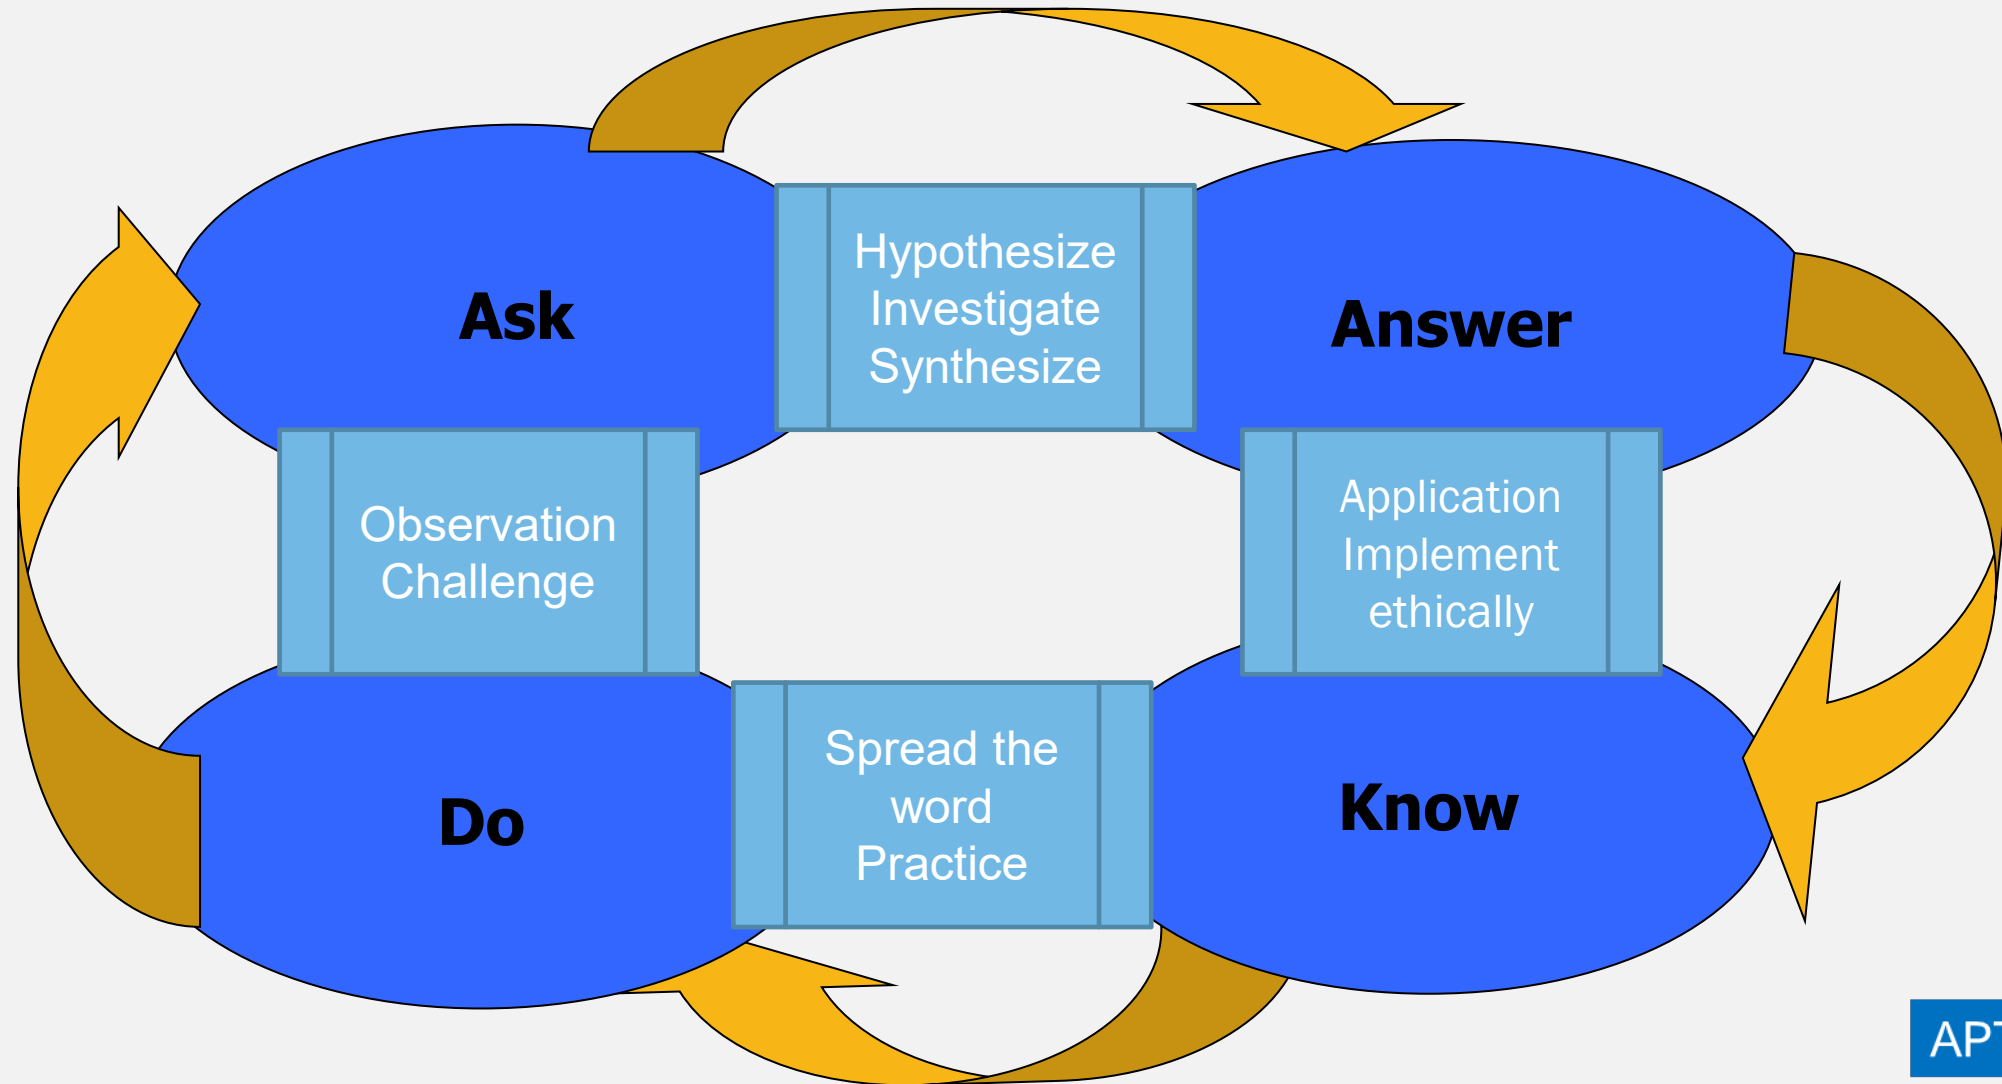 Ask
Hypothesize
Investigate
Synthesize
Answer
Observation
Challenge
Application
Implement
ethically
Do
Spread the
word
Practice
Know